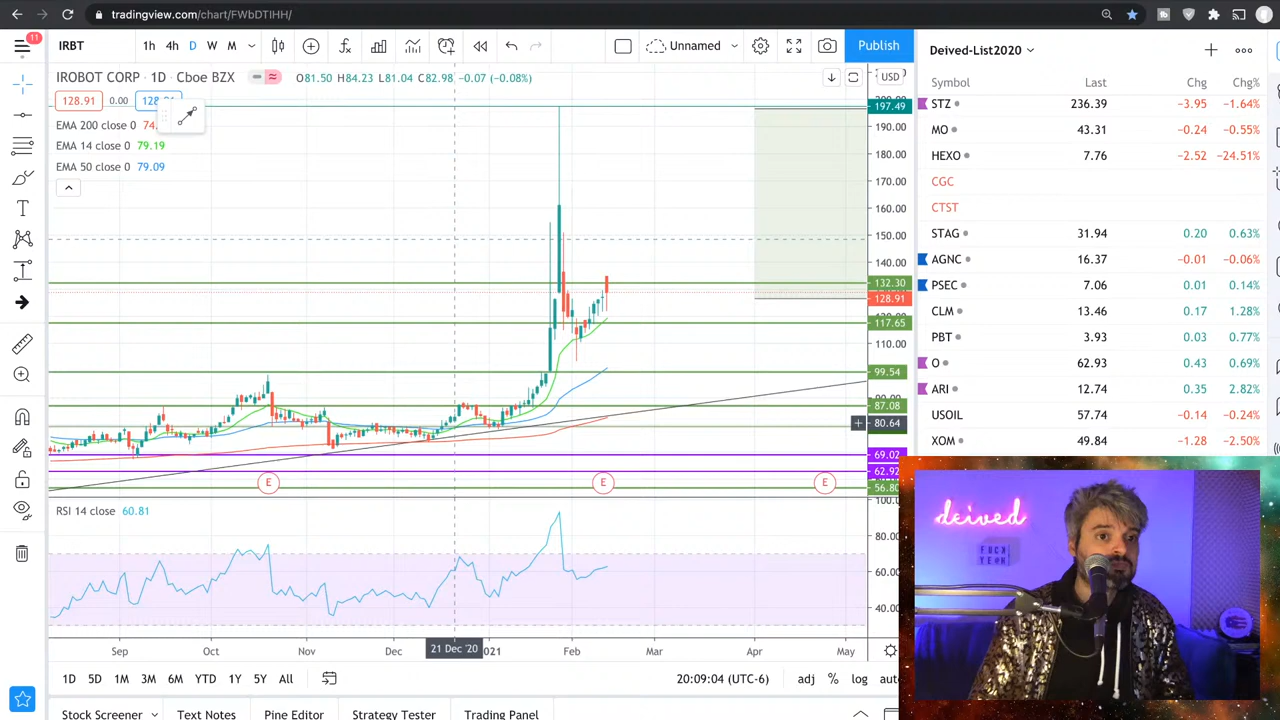 tradingview.com/chart/FWbDTIHH/
11
IRBT
1h 4h D W M
Unnamed
Publish
IROBOT CORP · 1D · Cboe BZX
O81.50 H84.23 L81.04 C82.98 -0.07 (-0.08%)
USD
128.91 0.00
EMA 200 close 0
EMA 14 close 0 79.19
EMA 50 close 0 79.09
197.49
190.00
180.00
170.00
160.00
150.00
140.00
132.30
128.91
117.65
110.00
99.54
87.08
80.64
69.02
62.92
56.80
E
E
E
RSI 14 close 60.81
100.00
80.00
60.00
40.00
Sep Oct Nov Dec 21 Dec '20 Feb Mar Apr May
1D 5D 1M 3M 6M YTD 1Y 5Y All
20:09:04 (UTC-6) adj % log
Stock Screener Text Notes Pine Editor Strategy Tester Trading Panel
Deived-List2020
Symbol Last Chg Chg%
STZ 236.39 −3.95 −1.64%
MO 43.31 −0.24 −0.55%
HEXO 7.76 −2.52 −24.51%
CGC
CTST
STAG 31.94 0.20 0.63%
AGNC 16.37 −0.01 −0.06%
PSEC 7.06 0.01 0.14%
CLM 13.46 0.17 1.28%
PBT 3.93 0.03 0.77%
O 62.93 0.43 0.69%
ARI 12.74 0.35 2.82%
USOIL 57.74 −0.14 −0.24%
XOM 49.84 −1.28 −2.50%
deived
FUCK